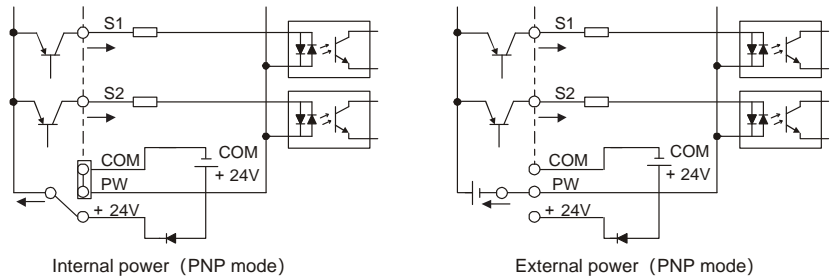 S1
S2
COM
COM
+ 24V
PW
+ 24V
Internal power (PNP mode)
S1
S2
COM
COM
+ 24V
PW
+ 24V
External power (PNP mode)